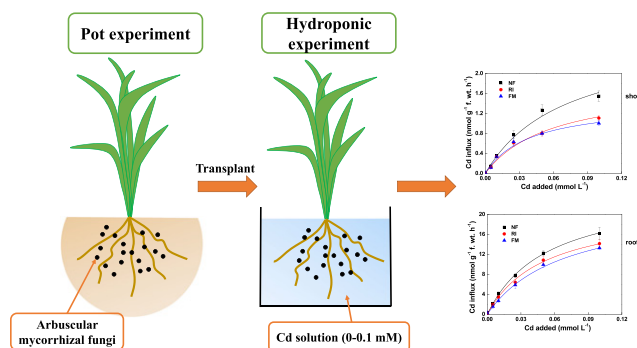 Pot experiment
Hydroponic
experiment
Transplant
Arbuscular
mycorrhizal fungi
Cd solution (0-0.1 mM)
Cd influx (nmol g⁻¹ f. wt. h⁻¹)
2.0
1.6
1.2
0.8
0.4
0.0
NF
RI
FM
sho
0.00 0.03 0.06 0.09 0.12
Cd added (mmol L⁻¹)
Cd influx (nmol g⁻¹ f. wt. h⁻¹)
20
16
12
8
4
0
NF
RI
FM
root
0.00 0.03 0.06 0.09 0.12
Cd added (mmol L⁻¹)